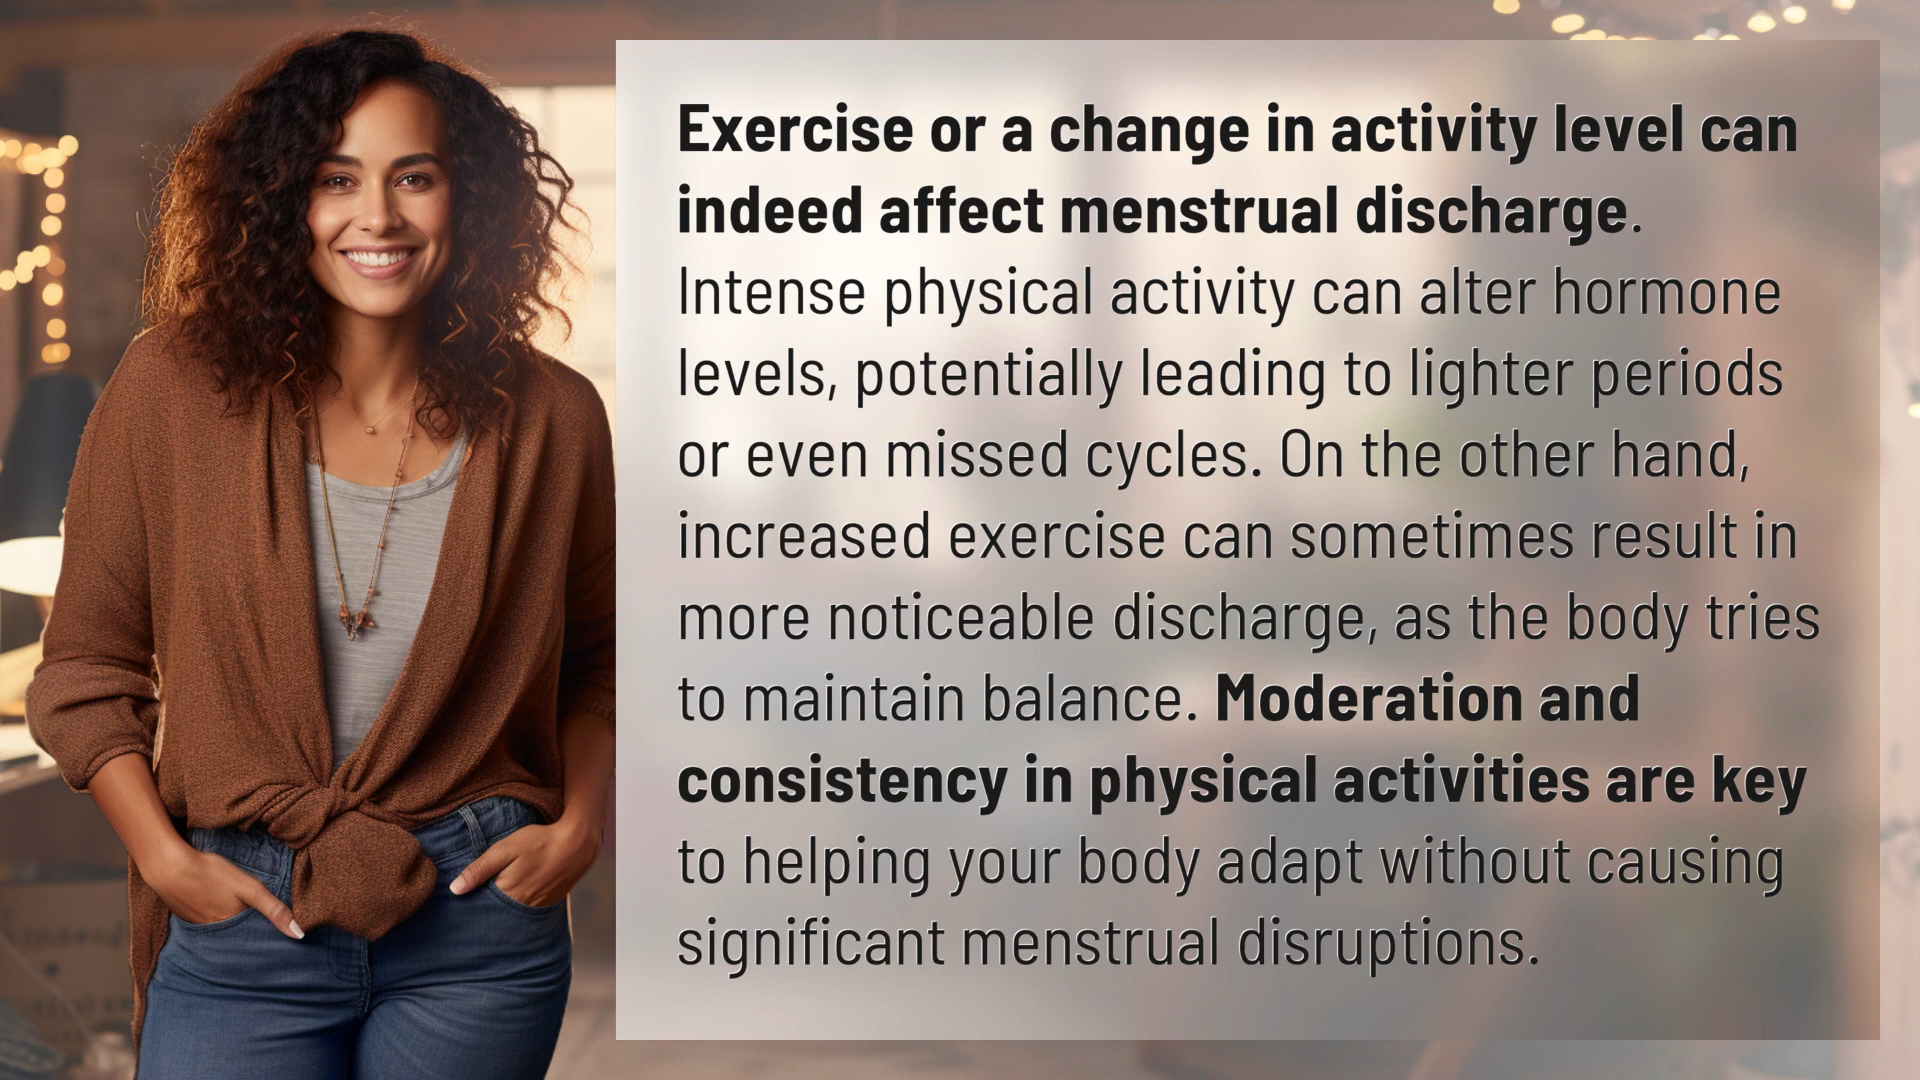 Exercise or a change in activity level can
indeed affect menstrual discharge.
Intense physical activity can alter hormone
levels, potentially leading to lighter periods
or even missed cycles. On the other hand,
increased exercise can sometimes result in
more noticeable discharge, as the body tries
to maintain balance. Moderation and
consistency in physical activities are key
to helping your body adapt without causing
significant menstrual disruptions.